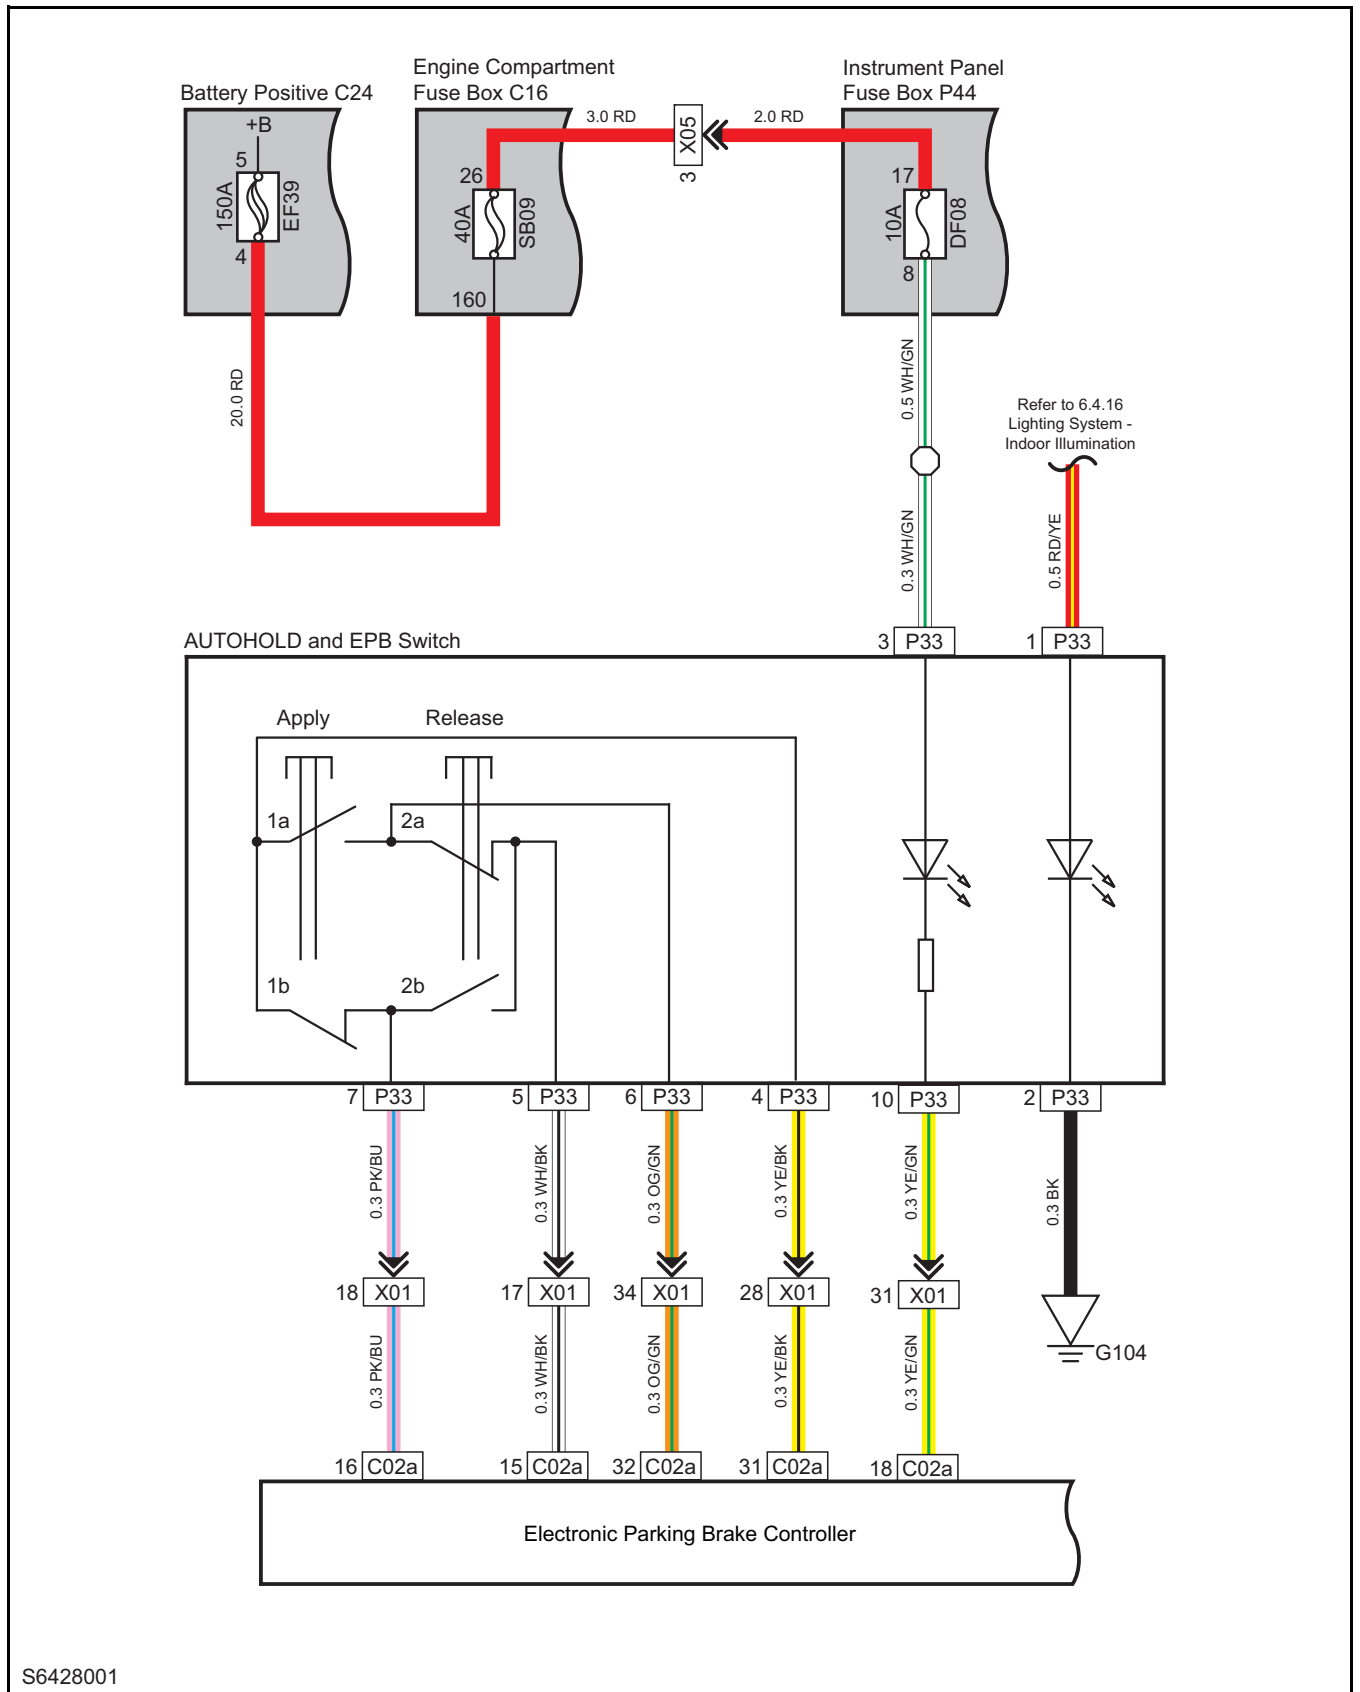 Battery Positive C24
Engine Compartment
Fuse Box C16
Instrument Panel
Fuse Box P44
+B
5
150A
EF39
4
26
40A
SB09
160
3.0 RD
X05
3
2.0 RD
17
10A
DF08
8
20.0 RD
0.5 WH/GN
Refer to 6.4.16
Lighting System -
Indoor Illumination
0.3 WH/GN
0.5 RD/YE
AUTOHOLD and EPB Switch
3 P33
1 P33
Apply
Release
1a
2a
1b
2b
7 P33
5 P33
6 P33
4 P33
10 P33
2 P33
0.3 PK/BU
0.3 WH/BK
0.3 OG/GN
0.3 YE/BK
0.3 YE/GN
0.3 BK
18 X01
17 X01
34 X01
28 X01
31 X01
G104
0.3 PK/BU
0.3 WH/BK
0.3 OG/GN
0.3 YE/BK
0.3 YE/GN
16 C02a
15 C02a
32 C02a
31 C02a
18 C02a
Electronic Parking Brake Controller
S6428001